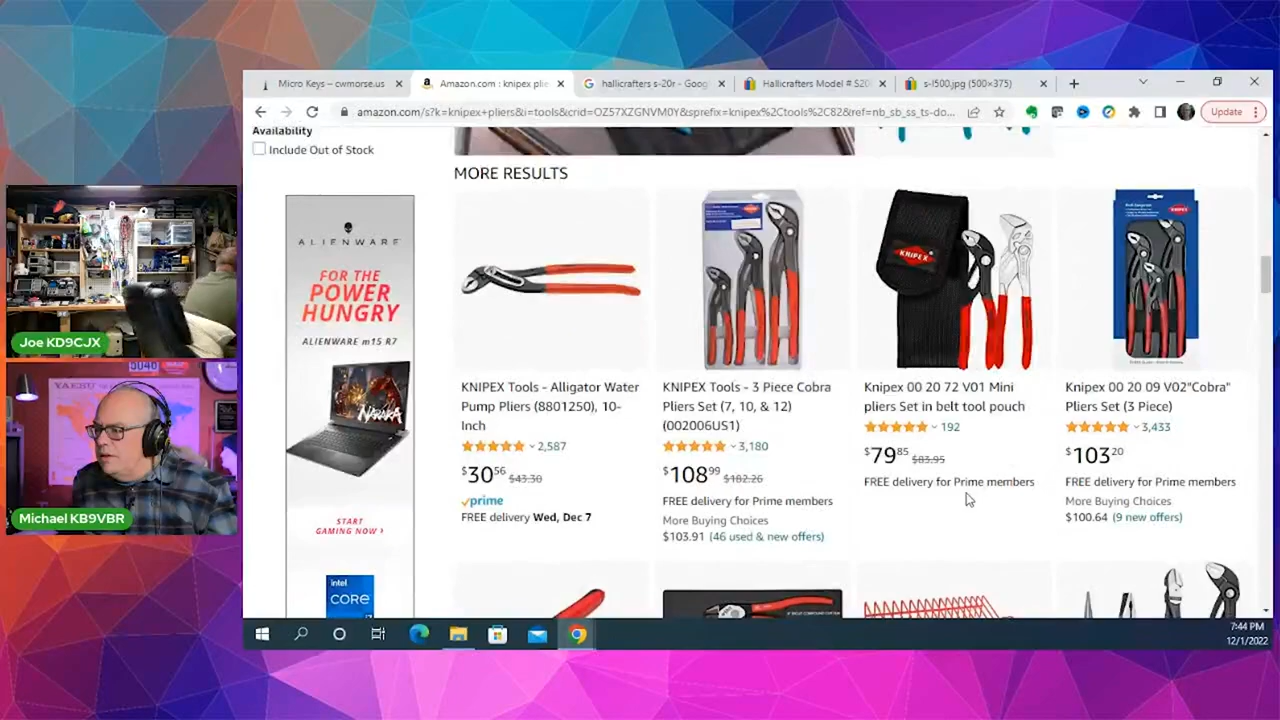 Micro Keys – cwmorse.us
Amazon.com : knipex plie
hallicrafters s-20r - Goog
Hallicrafters Model # S20
s-l500.jpg (500×375)
amazon.com/s?k=knipex+pliers&i=tools&crid=OZ57XZGNVM0Y&sprefix=knipex%2Ctools%2C82&ref=nb_sb_ss_ts-do...
Update
Availability
Include Out of Stock
MORE RESULTS
ALIENWARE
FOR THE
POWER
HUNGRY
ALIENWARE m15 R7
NARAKA
START
GAMING NOW >
intel
CORE
KNIPEX
KNIPEX Tools - Alligator Water
Pump Pliers (8801250), 10-
Inch
2,587
$30.56 $43.30
prime
FREE delivery Wed, Dec 7
KNIPEX Tools - 3 Piece Cobra
Pliers Set (7, 10, & 12)
(002006US1)
3,180
$108.99 $182.26
FREE delivery for Prime members
More Buying Choices
$103.91 (46 used & new offers)
Knipex 00 20 72 V01 Mini
pliers Set in belt tool pouch
192
$79.85 $83.95
FREE delivery for Prime members
Knipex 00 20 09 V02"Cobra"
Pliers Set (3 Piece)
3,433
$103.20
FREE delivery for Prime members
More Buying Choices
$100.64 (9 new offers)
Joe KD9CJX
YAESU
Michael KB9VBR
7:44 PM
12/1/2022